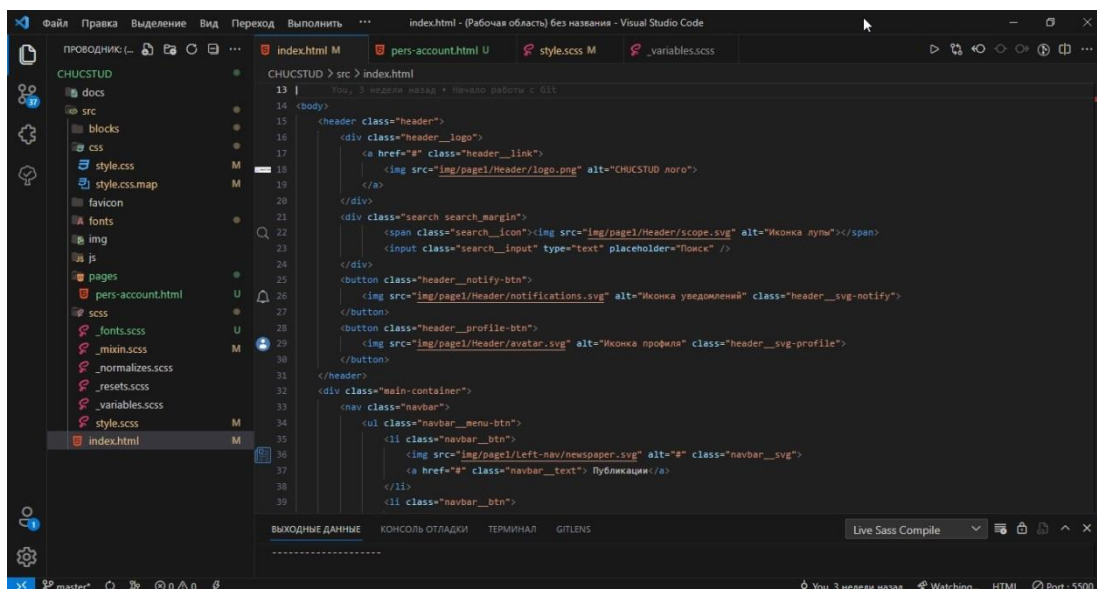 Файл Правка Выделение Вид Переход Выполнить ··· index.html - (Рабочая область) без названия - Visual Studio Code
ПРОВОДНИК: (... ···
index.html M pers-account.html U style.scss M _variables.scss
CHUCSTUD
CHUCSTUD > src > index.html
docs
src
blocks
css
style.css M
style.css.map M
favicon
fonts
img
js
pages
pers-account.html U
scss
_fonts.scss U
_mixin.scss M
_normalizes.scss
_resets.scss
_variables.scss
style.scss M
index.html M
37
1
13 You, 3 недели назад • Начало работы с Git
14 <body>
15 <header class="header">
16 <div class="header__logo">
17 <a href="#" class="header__link">
18 <img src="img/page1/Header/logo.png" alt="CHUCSTUD лого">
19 </a>
20 </div>
21 <div class="search search_margin">
22 <span class="search__icon"><img src="img/page1/Header/scope.svg" alt="Иконка лупы"></span>
23 <input class="search__input" type="text" placeholder="Поиск" />
24 </div>
25 <button class="header__notify-btn">
26 <img src="img/page1/Header/notifications.svg" alt="Иконка уведомлений" class="header__svg-notify">
27 </button>
28 <button class="header__profile-btn">
29 <img src="img/page1/Header/avatar.svg" alt="Иконка профиля" class="header__svg-profile">
30 </button>
31 </header>
32 <div class="main-container">
33 <nav class="navbar">
34 <ul class="navbar__menu-btn">
35 <li class="navbar__btn">
36 <img src="img/page1/Left-nav/newspaper.svg" alt="#" class="navbar__svg">
37 <a href="#" class="navbar__text"> Публикации</a>
38 </li>
39 <li class="navbar__btn">
ВЫХОДНЫЕ ДАННЫЕ КОНСОЛЬ ОТЛАДКИ ТЕРМИНАЛ GITLENS Live Sass Compile
--------------------
master* 0 0 You, 3 недели назад Watching... HTML Port : 5500